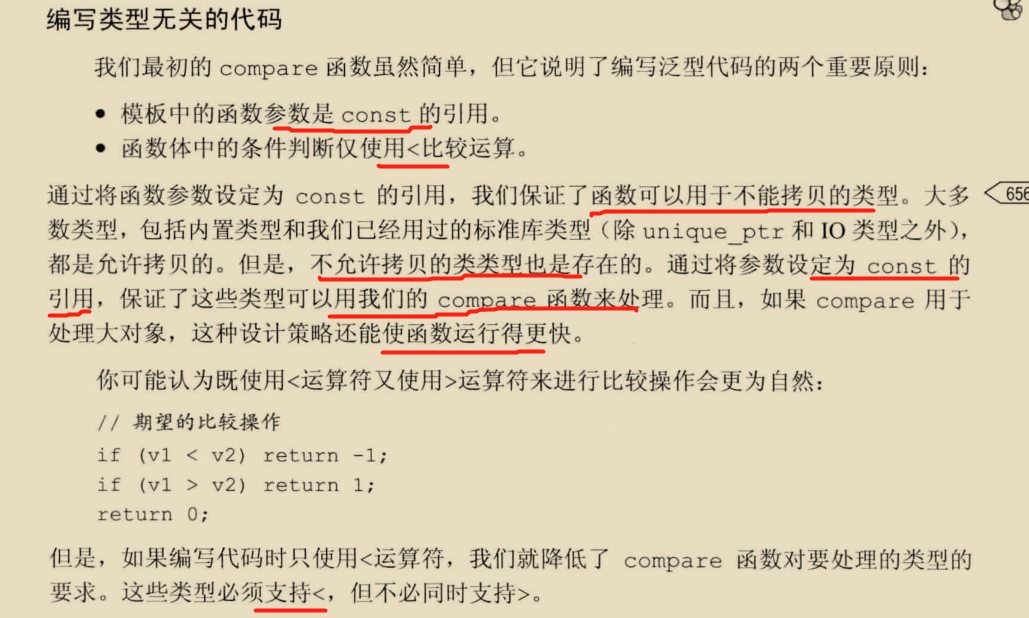 编写类型无关的代码
我们最初的 compare 函数虽然简单，但它说明了编写泛型代码的两个重要原则：
● 模板中的函数参数是 const 的引用。
● 函数体中的条件判断仅使用<比较运算。
通过将函数参数设定为 const 的引用，我们保证了函数可以用于不能拷贝的类型。大多
656
数类型，包括内置类型和我们已经用过的标准库类型（除 unique_ptr 和 IO 类型之外），
都是允许拷贝的。但是，不允许拷贝的类类型也是存在的。通过将参数设定为 const 的
引用，保证了这些类型可以用我们的 compare 函数来处理。而且，如果 compare 用于
处理大对象，这种设计策略还能使函数运行得更快。
你可能认为既使用<运算符又使用>运算符来进行比较操作会更为自然：
// 期望的比较操作
if (v1 < v2) return -1;
if (v1 > v2) return 1;
return 0;
但是，如果编写代码时只使用<运算符，我们就降低了 compare 函数对要处理的类型的
要求。这些类型必须支持<，但不必同时支持>。